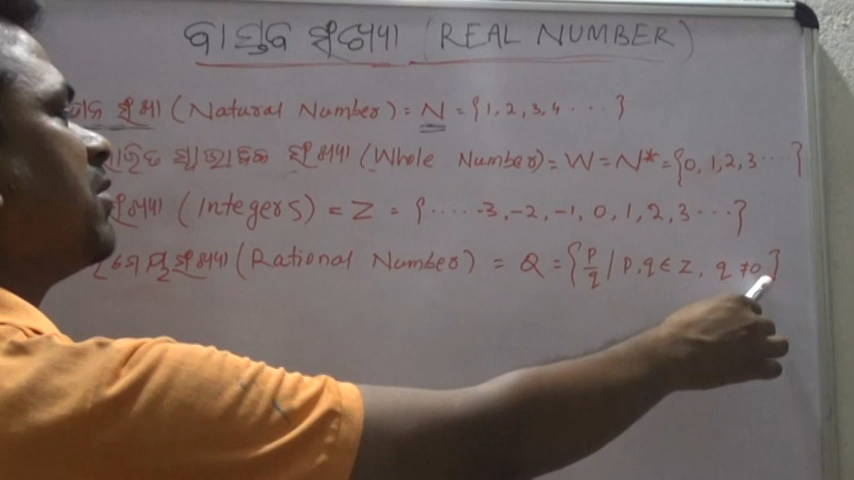 ବାସ୍ତବ ସଂଖ୍ୟା (REAL NUMBER)
ସଂଖ୍ୟା (Natural Number) = N = {1, 2, 3, 4 .... }
ସଂଖ୍ୟା (Whole Number) = W = N* = {0, 1, 2, 3 .... }
ସଂଖ୍ୟା (Integers) = Z = {..... -3, -2, -1, 0, 1, 2, 3 .... }
ସଂଖ୍ୟା (Rational Number) = Q = {p/q | p, q ∈ Z, q ≠ 0}